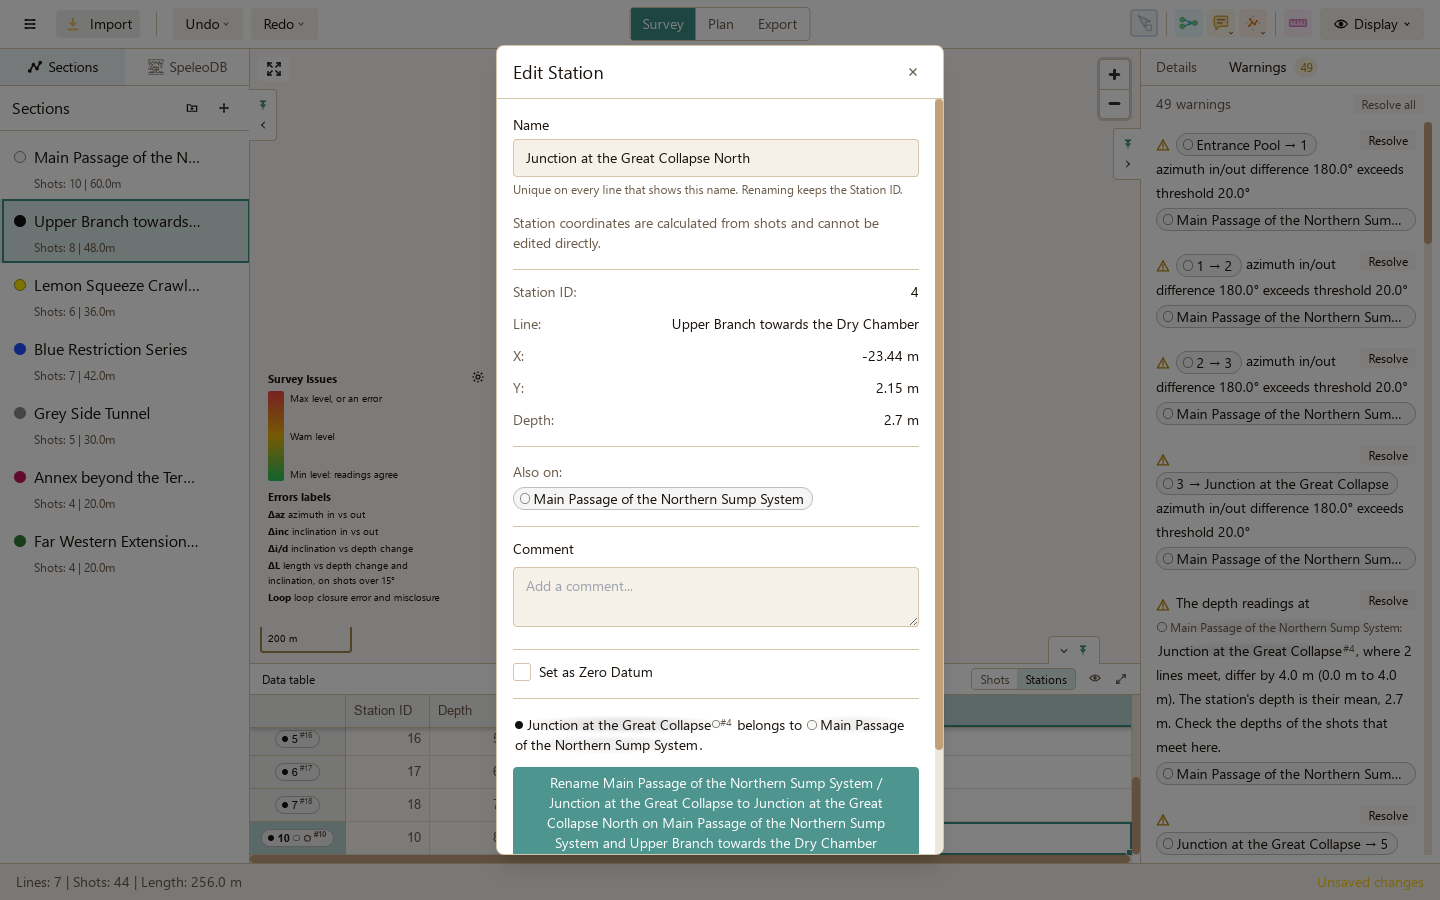 Import
Undo
Redo
Survey
Plan
Export
Display
Sections
SpeleoDB
Details
Warnings 49
Sections
49 warnings
Resolve all
Main Passage of the N...
Shots: 10 | 60.0m
Upper Branch towards...
Shots: 8 | 48.0m
Lemon Squeeze Crawl...
Shots: 6 | 36.0m
Blue Restriction Series
Shots: 7 | 42.0m
Grey Side Tunnel
Shots: 5 | 30.0m
Annex beyond the Ter...
Shots: 4 | 20.0m
Far Western Extension...
Shots: 4 | 20.0m
Survey Issues
Max level, or an error
Warn level
Min level: readings agree
Errors labels
Δaz azimuth in vs out
Δinc inclination in vs out
Δi/d inclination vs depth change
ΔL length vs depth change and
inclination, on shots over 15°
Loop loop closure error and misclosure
200 m
Edit Station
×
Name
Junction at the Great Collapse North
Unique on every line that shows this name. Renaming keeps the Station ID.
Station coordinates are calculated from shots and cannot be
edited directly.
Station ID: 4
Line: Upper Branch towards the Dry Chamber
X: -23.44 m
Y: 2.15 m
Depth: 2.7 m
Also on:
Main Passage of the Northern Sump System
Comment
Add a comment...
Set as Zero Datum
Junction at the Great Collapse#4 belongs to Main Passage
of the Northern Sump System.
Rename Main Passage of the Northern Sump System /
Junction at the Great Collapse to Junction at the Great
Collapse North on Main Passage of the Northern Sump
System and Upper Branch towards the Dry Chamber
Entrance Pool → 1
Resolve
azimuth in/out difference 180.0° exceeds
threshold 20.0°
Main Passage of the Northern Sum...
1 → 2 azimuth in/out
Resolve
difference 180.0° exceeds threshold 20.0°
Main Passage of the Northern Sum...
2 → 3 azimuth in/out
Resolve
difference 180.0° exceeds threshold 20.0°
Main Passage of the Northern Sum...
Resolve
3 → Junction at the Great Collapse
azimuth in/out difference 180.0° exceeds
threshold 20.0°
Main Passage of the Northern Sum...
The depth readings at
Resolve
Main Passage of the Northern Sump System:
Junction at the Great Collapse#4, where 2
lines meet, differ by 4.0 m (0.0 m to 4.0
m). The station's depth is their mean, 2.7
m. Check the depths of the shots that
meet here.
Main Passage of the Northern Sum...
Resolve
Junction at the Great Collapse → 5
Data table
Shots
Stations
Station ID
Depth
5 #16 16
6 #17 17
7 #18 18
10 #10 10
Lines: 7 | Shots: 44 | Length: 256.0 m
Unsaved changes